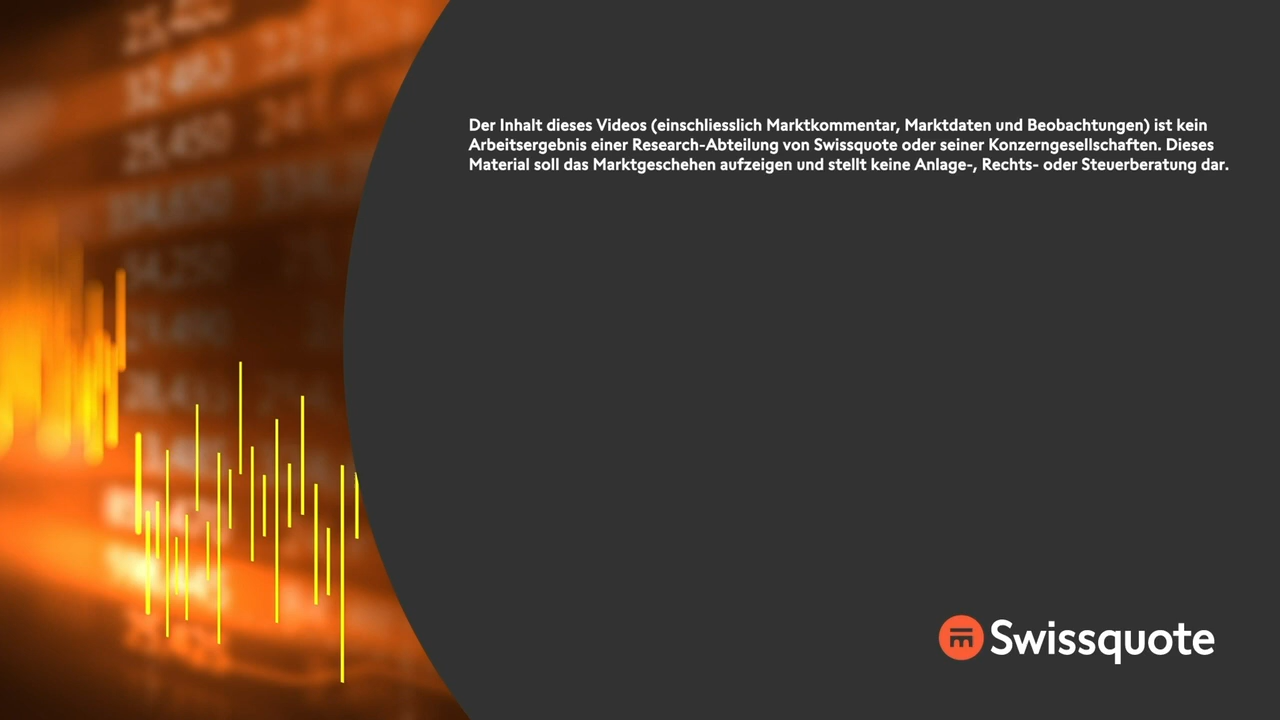 Der Inhalt dieses Videos (einschliesslich Marktkommentar, Marktdaten und Beobachtungen) ist kein
Arbeitsergebnis einer Research-Abteilung von Swissquote oder seiner Konzerngesellschaften. Dieses
Material soll das Marktgeschehen aufzeigen und stellt keine Anlage-, Rechts- oder Steuerberatung dar.
Swissquote